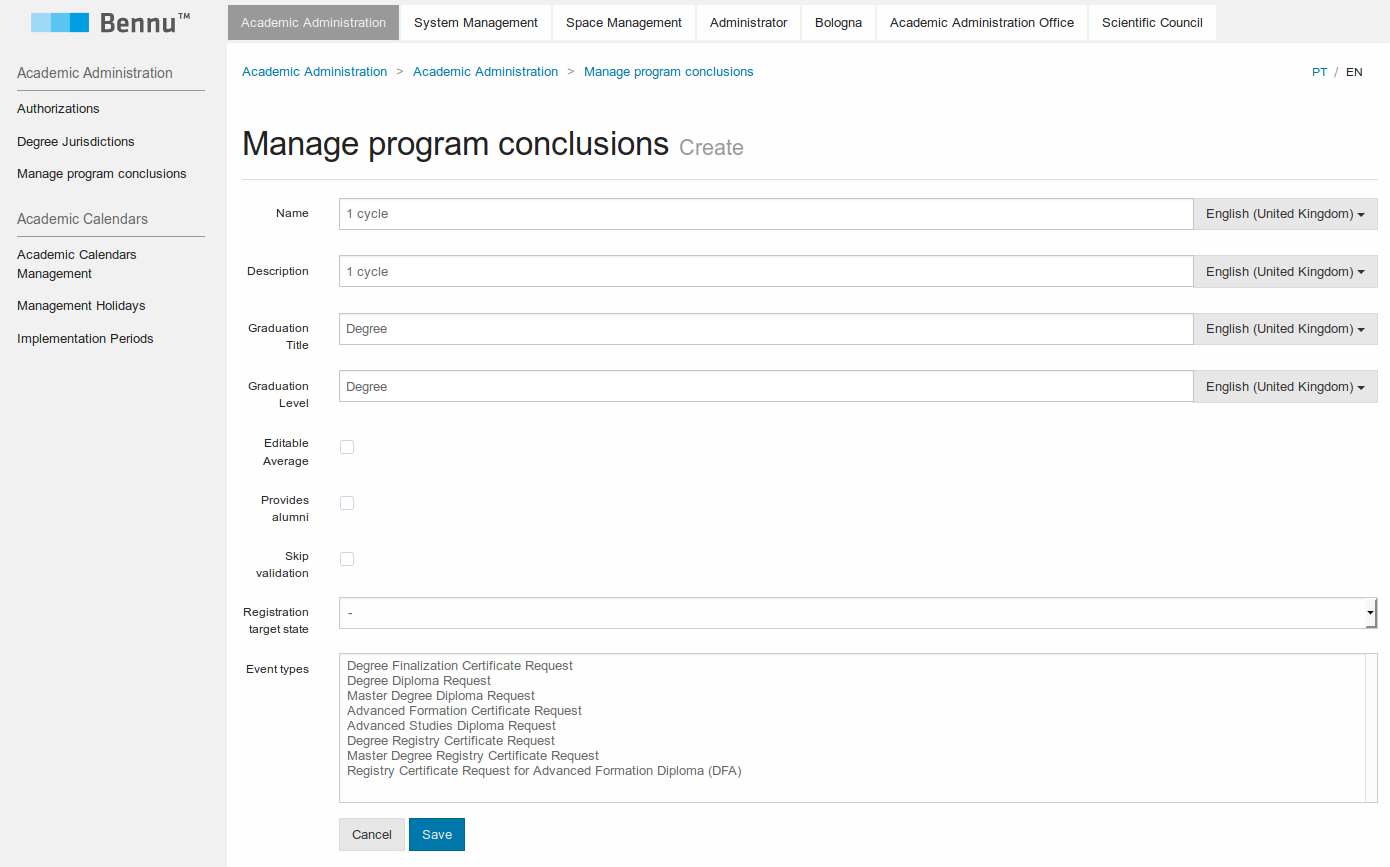 Bennu™
Academic Administration
System Management
Space Management
Administrator
Bologna
Academic Administration Office
Scientific Council
Academic Administration
Authorizations
Degree Jurisdictions
Manage program conclusions
Academic Calendars
Academic Calendars
Management
Management Holidays
Implementation Periods
Academic Administration > Academic Administration > Manage program conclusions
PT / EN
Manage program conclusions Create
Name
1 cycle
English (United Kingdom)
Description
1 cycle
English (United Kingdom)
Graduation
Title
Degree
English (United Kingdom)
Graduation
Level
Degree
English (United Kingdom)
Editable
Average
Provides
alumni
Skip
validation
Registration
target state
-
Event types
Degree Finalization Certificate Request
Degree Diploma Request
Master Degree Diploma Request
Advanced Formation Certificate Request
Advanced Studies Diploma Request
Degree Registry Certificate Request
Master Degree Registry Certificate Request
Registry Certificate Request for Advanced Formation Diploma (DFA)
Cancel
Save